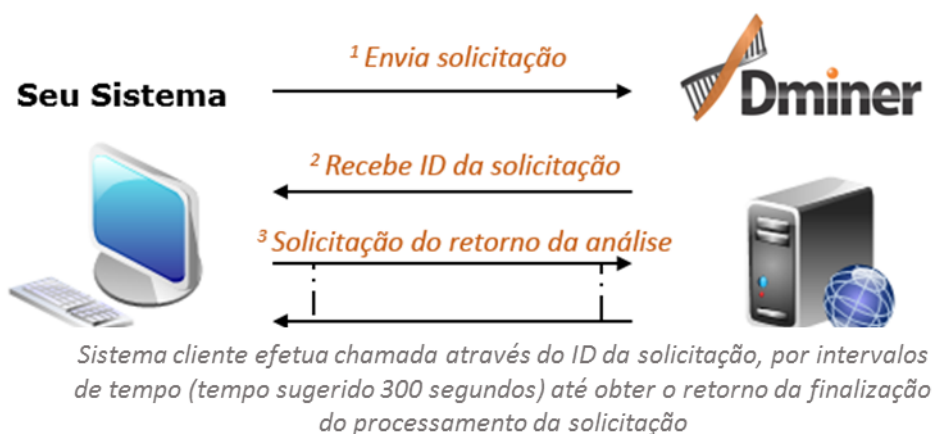 ¹ Envia solicitação
Seu Sistema
Dminer
² Recebe ID da solicitação
³ Solicitação do retorno da análise
Sistema cliente efetua chamada através do ID da solicitação, por intervalos
de tempo (tempo sugerido 300 segundos) até obter o retorno da finalização
do processamento da solicitação